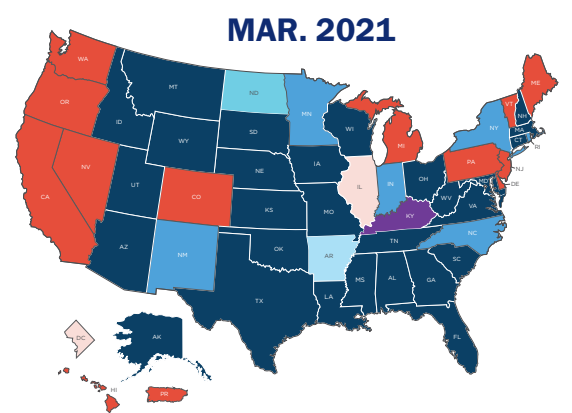 MAR. 2021
WA
ME
MT
ND
VT
OR
MN
NH
ID
WI
NY
MA
SD
CT
MI
RI
WY
PA
IA
NJ
NE
OH
NV
IL
IN
MD
DE
UT
CO
WV
CA
VA
KS
MO
KY
NC
TN
AZ
OK
NM
AR
SC
MS
AL
GA
TX
LA
AK
FL
DC
HI
PR